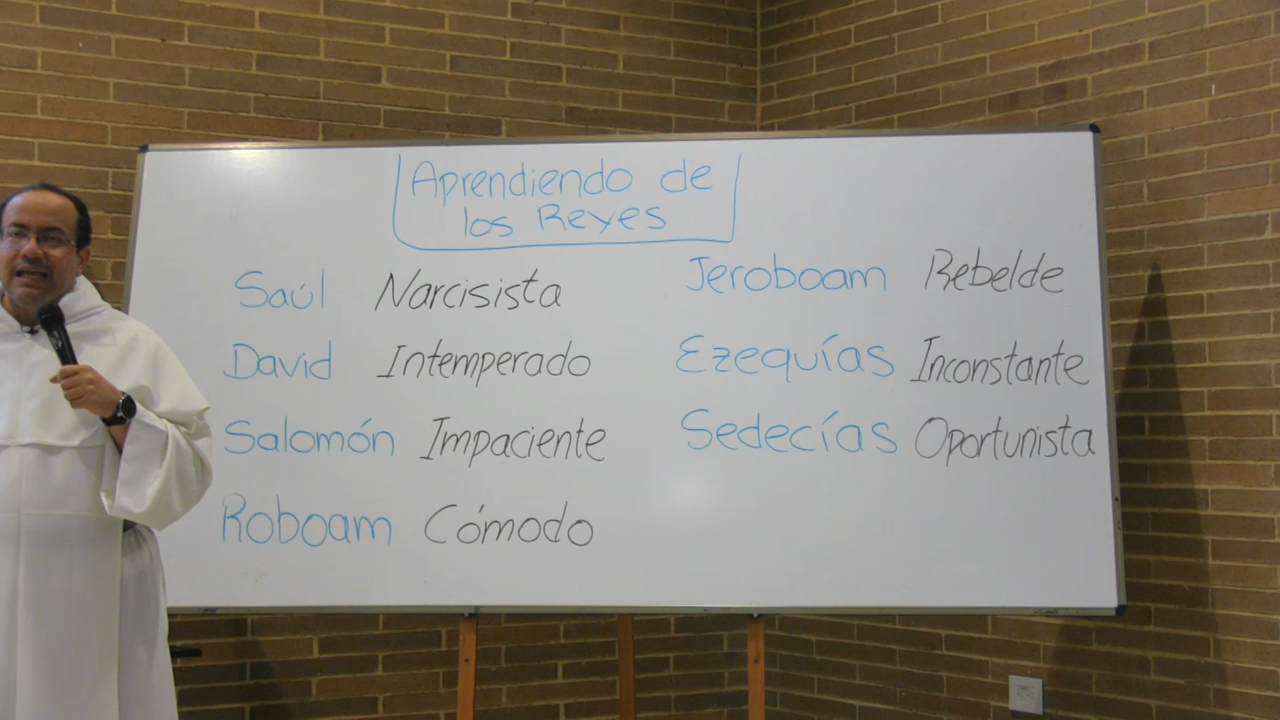 Aprendiendo de
los Reyes
Saúl Narcisista
David Intemperado
Salomón Impaciente
Roboam Cómodo
Jeroboam Rebelde
Ezequías Inconstante
Sedecías Oportunista